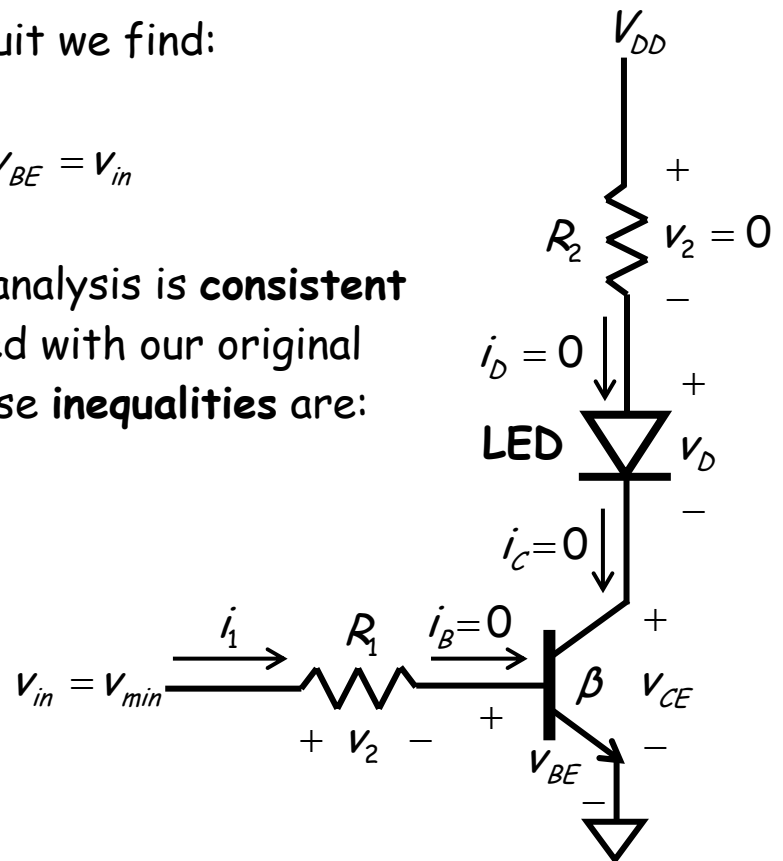 uit we find:
V_DD
V_BE = V_in
+
R_2 v_2 = 0
analysis is consistent
−
ed with our original
i_D = 0
+
se inequalities are:
LED v_D
−
i_C=0
i_1 R_1 i_B=0
+
v_in = v_min
β v_CE
+ v_2 − +
−
v_BE
−